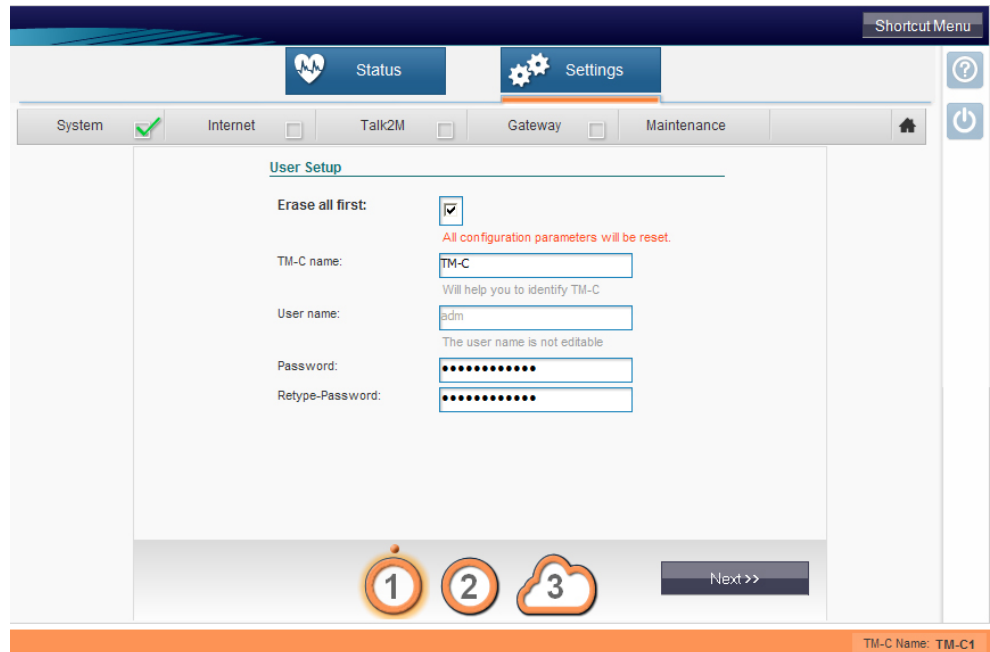 Shortcut Menu
Status
Settings
System
Internet
Talk2M
Gateway
Maintenance
User Setup
Erase all first:
All configuration parameters will be reset.
TM-C name:
TM-C
Will help you to identify TM-C
User name:
adm
The user name is not editable
Password:
••••••••••••
Retype-Password:
••••••••••••
1
2
3
Next >>
TM-C Name: TM-C1